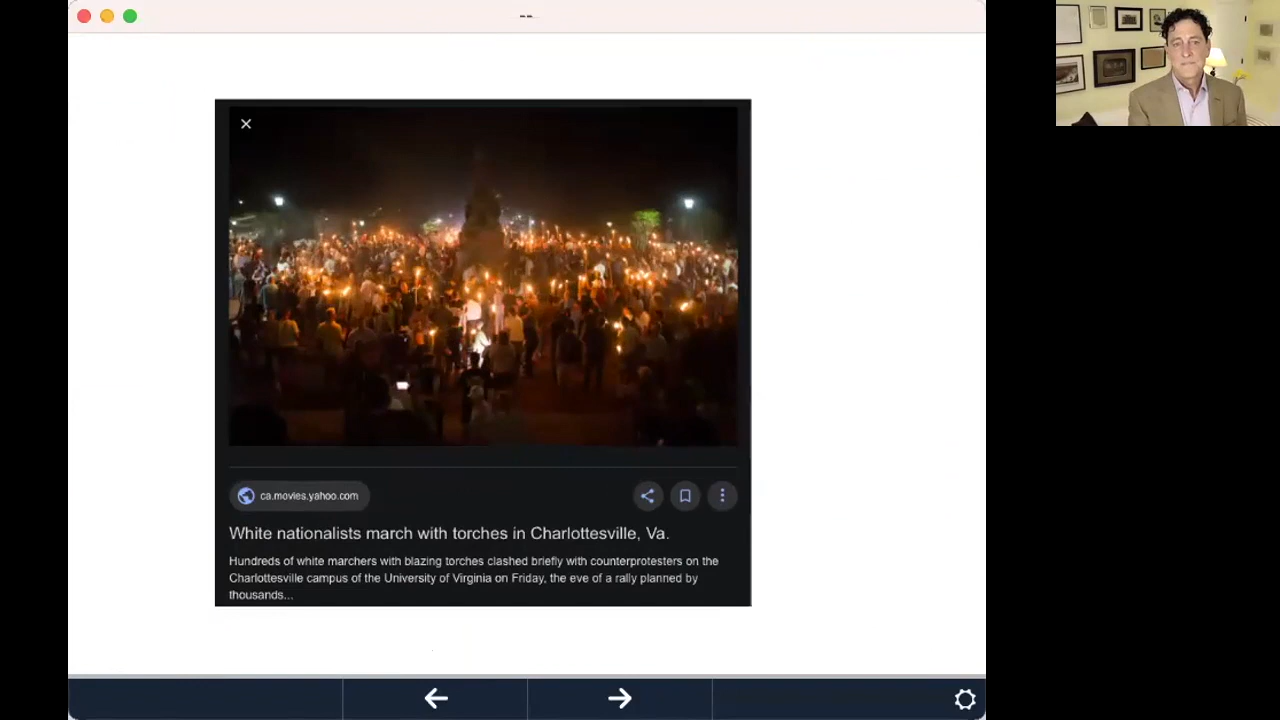 --
ca.movies.yahoo.com
White nationalists march with torches in Charlottesville, Va.
Hundreds of white marchers with blazing torches clashed briefly with counterprotesters on the
Charlottesville campus of the University of Virginia on Friday, the eve of a rally planned by
thousands...